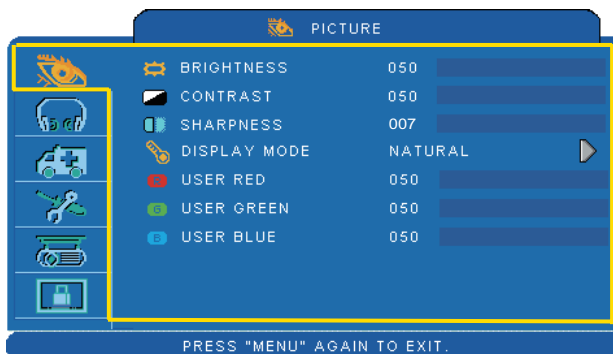 PICTURE
BRIGHTNESS 050
CONTRAST 050
SHARPNESS 007
DISPLAY MODE NATURAL
R USER RED 050
G USER GREEN 050
B USER BLUE 050
PRESS "MENU" AGAIN TO EXIT.